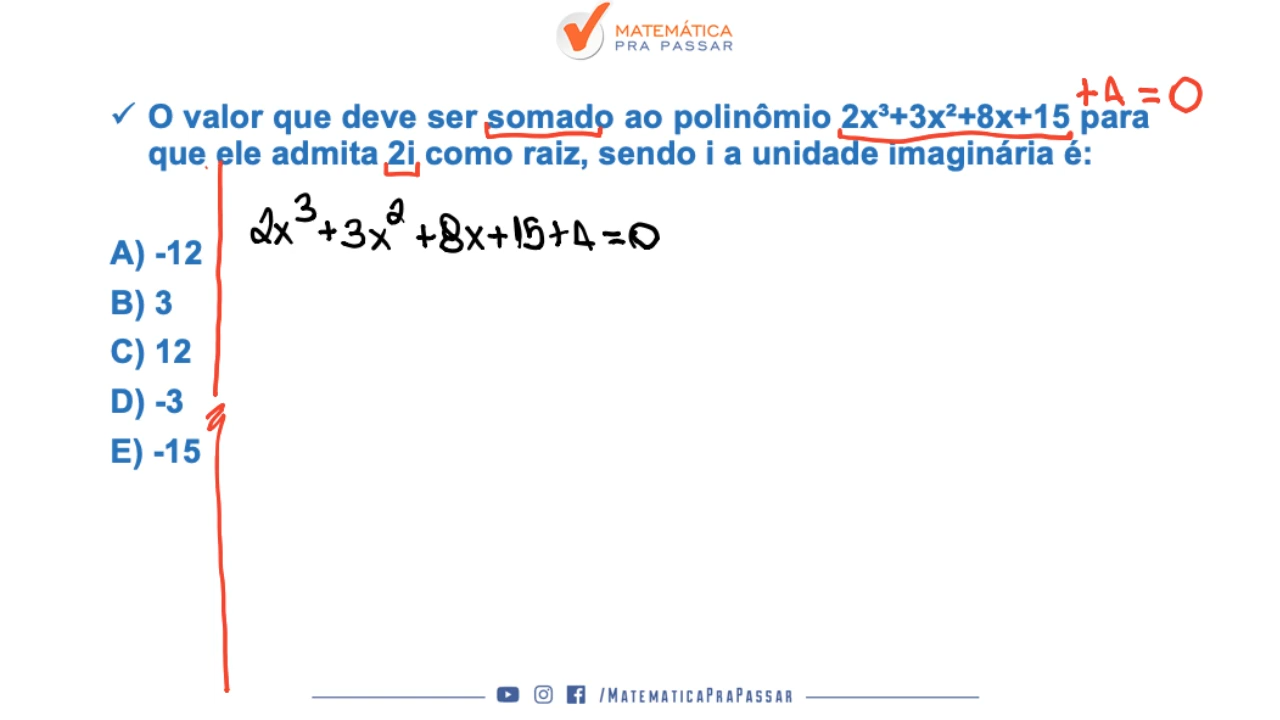 MATEMÁTICA
PRA PASSAR
+A = 0
✓ O valor que deve ser somado ao polinômio 2x³+3x²+8x+15 para
que ele admita 2i como raiz, sendo i a unidade imaginária é:
2x³+3x²+8x+15+A=0
A) -12
B) 3
C) 12
D) -3
E) -15
/MATEMATICAPRAPASSAR